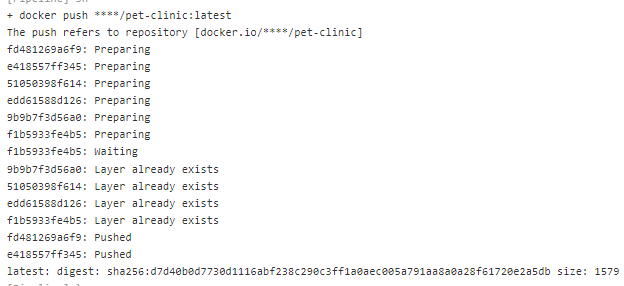 + docker push ****/pet-clinic:latest
The push refers to repository [docker.io/****/pet-clinic]
fd481269a6f9: Preparing
e418557ff345: Preparing
51050398f614: Preparing
edd61588d126: Preparing
9b9b7f3d56a0: Preparing
f1b5933fe4b5: Preparing
f1b5933fe4b5: Waiting
9b9b7f3d56a0: Layer already exists
51050398f614: Layer already exists
edd61588d126: Layer already exists
f1b5933fe4b5: Layer already exists
fd481269a6f9: Pushed
e418557ff345: Pushed
latest: digest: sha256:d7d40b0d7730d1116abf238c290c3ff1a0aec005a791aa8a0a28f61720e2a5db size: 1579